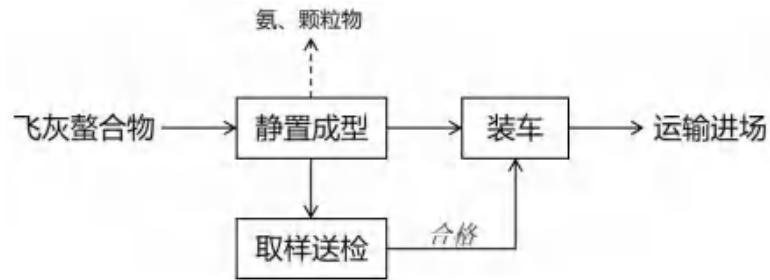 氨、颗粒物
飞灰螯合物
静置成型
装车
运输进场
取样送检
合格